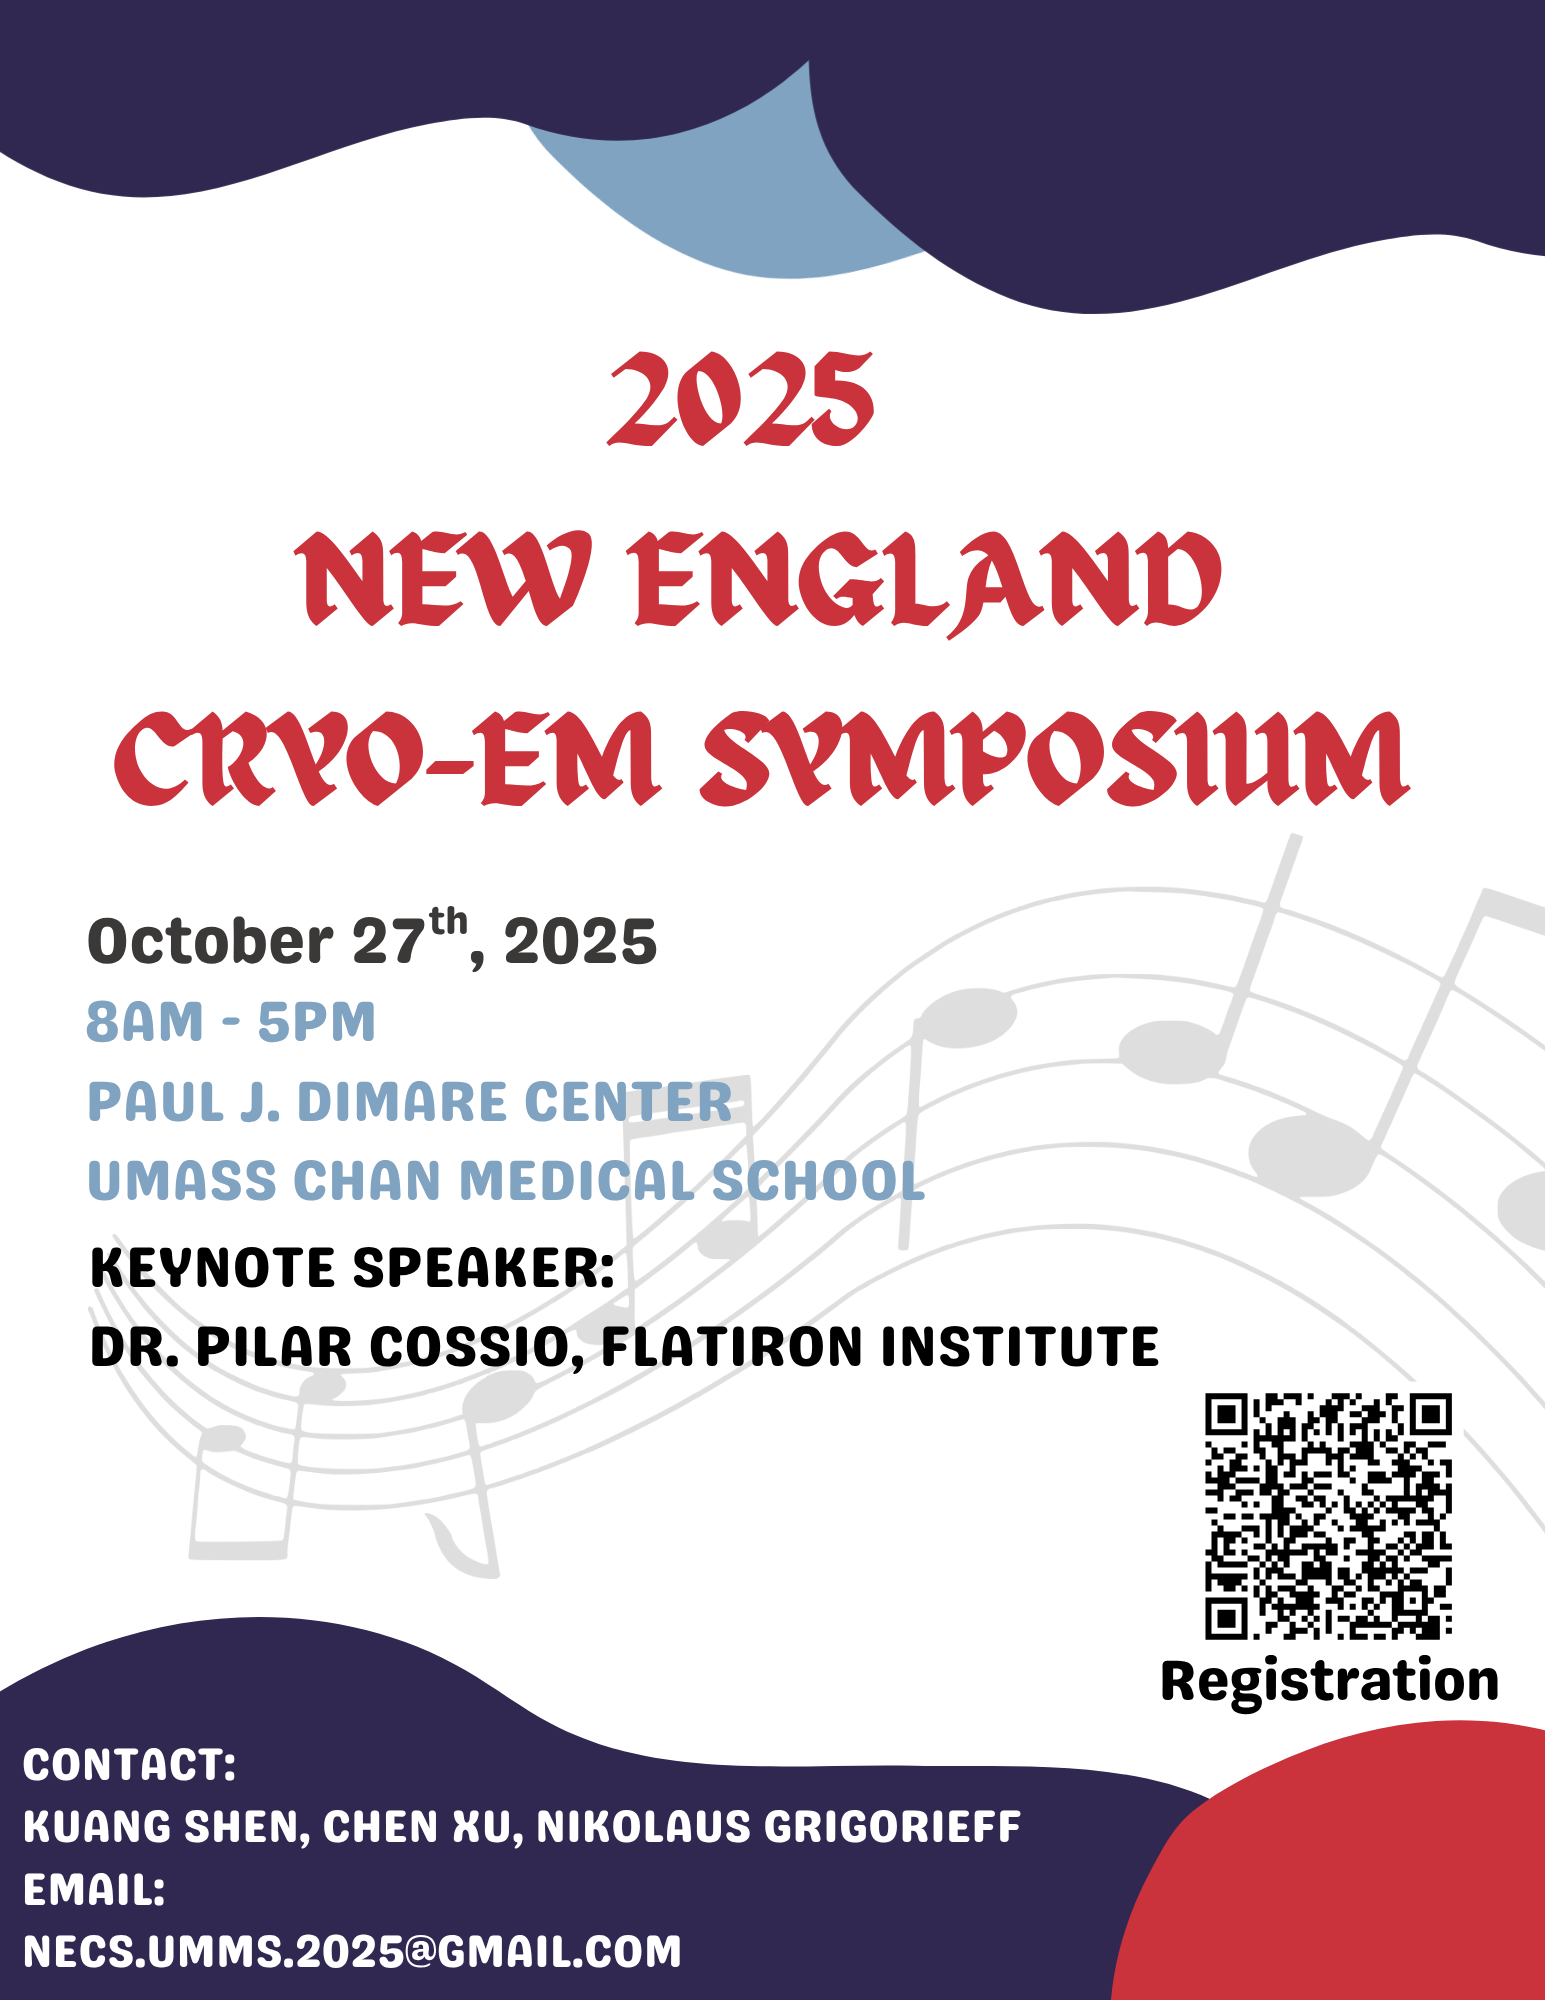 2025
NEW ENGLAND
CRYO-EM SYMPOSIUM
October 27th, 2025
8AM - 5PM
PAUL J. DIMARE CENTER
UMASS CHAN MEDICAL SCHOOL
KEYNOTE SPEAKER:
DR. PILAR COSSIO, FLATIRON INSTITUTE
Registration
CONTACT:
KUANG SHEN, CHEN XU, NIKOLAUS GRIGORIEFF
EMAIL:
NECS.UMMS.2025@GMAIL.COM